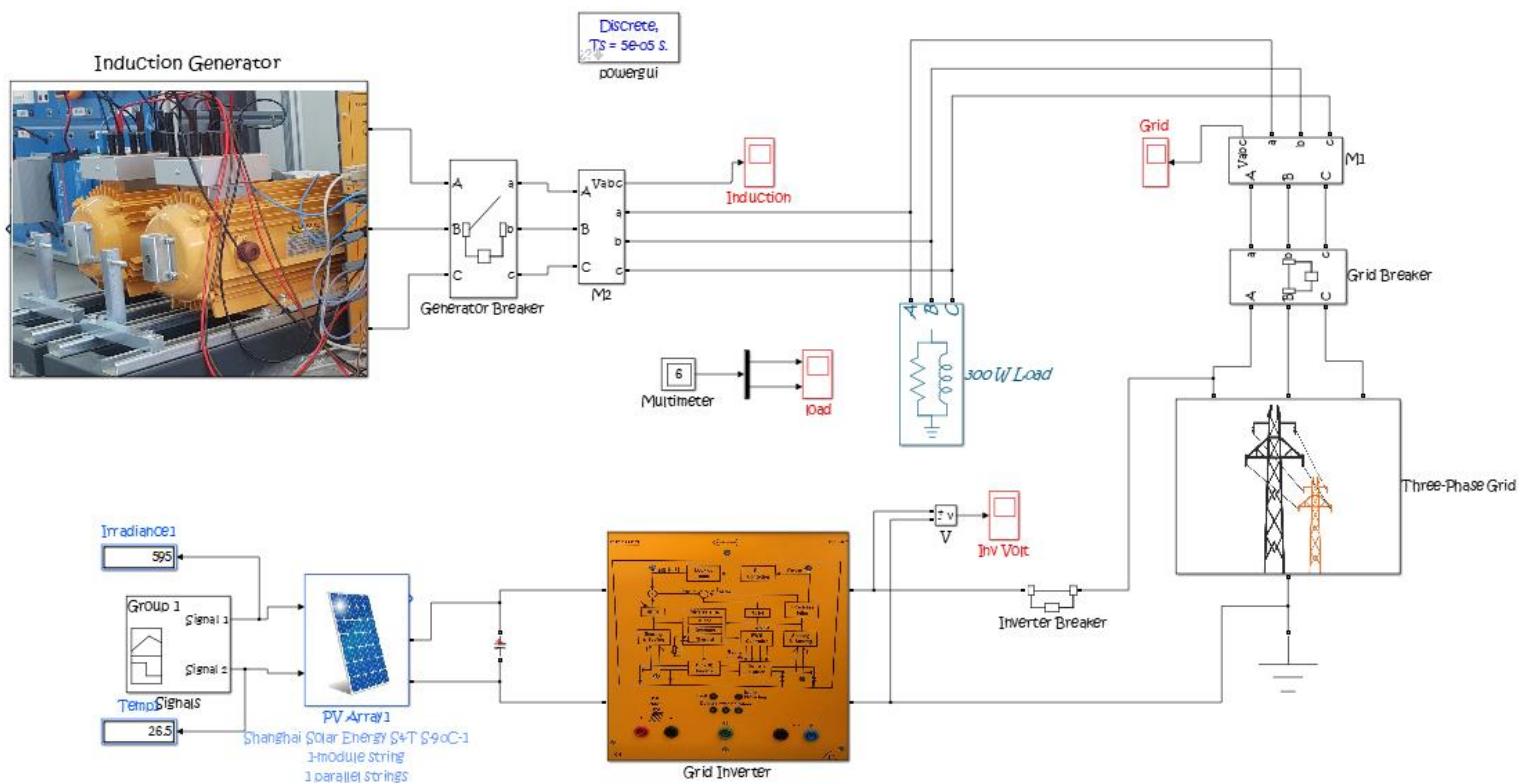 Discrete,
Ts = 5e-05 s.
powergui
Induction Generator
A
B
C
a
b
c
Generator Breaker
A
B
C
Vabc
a
b
c
M2
Induction
Grid
Vabc
a
b
c
A
B
C
M1
a
b
c
A
B
C
Grid Breaker
Three-Phase Grid
A
B
C
300 W Load
6
Multimeter
load
Irradiance1
595
Group 1
Signal 1
Signal 2
Signals
Temp1
26.5
PV Array1
Shanghai Solar Energy S&T S-90C-1
1-module string
1 parallel strings
Grid Inverter
+
-
v
V
Inv Volt
Inverter Breaker